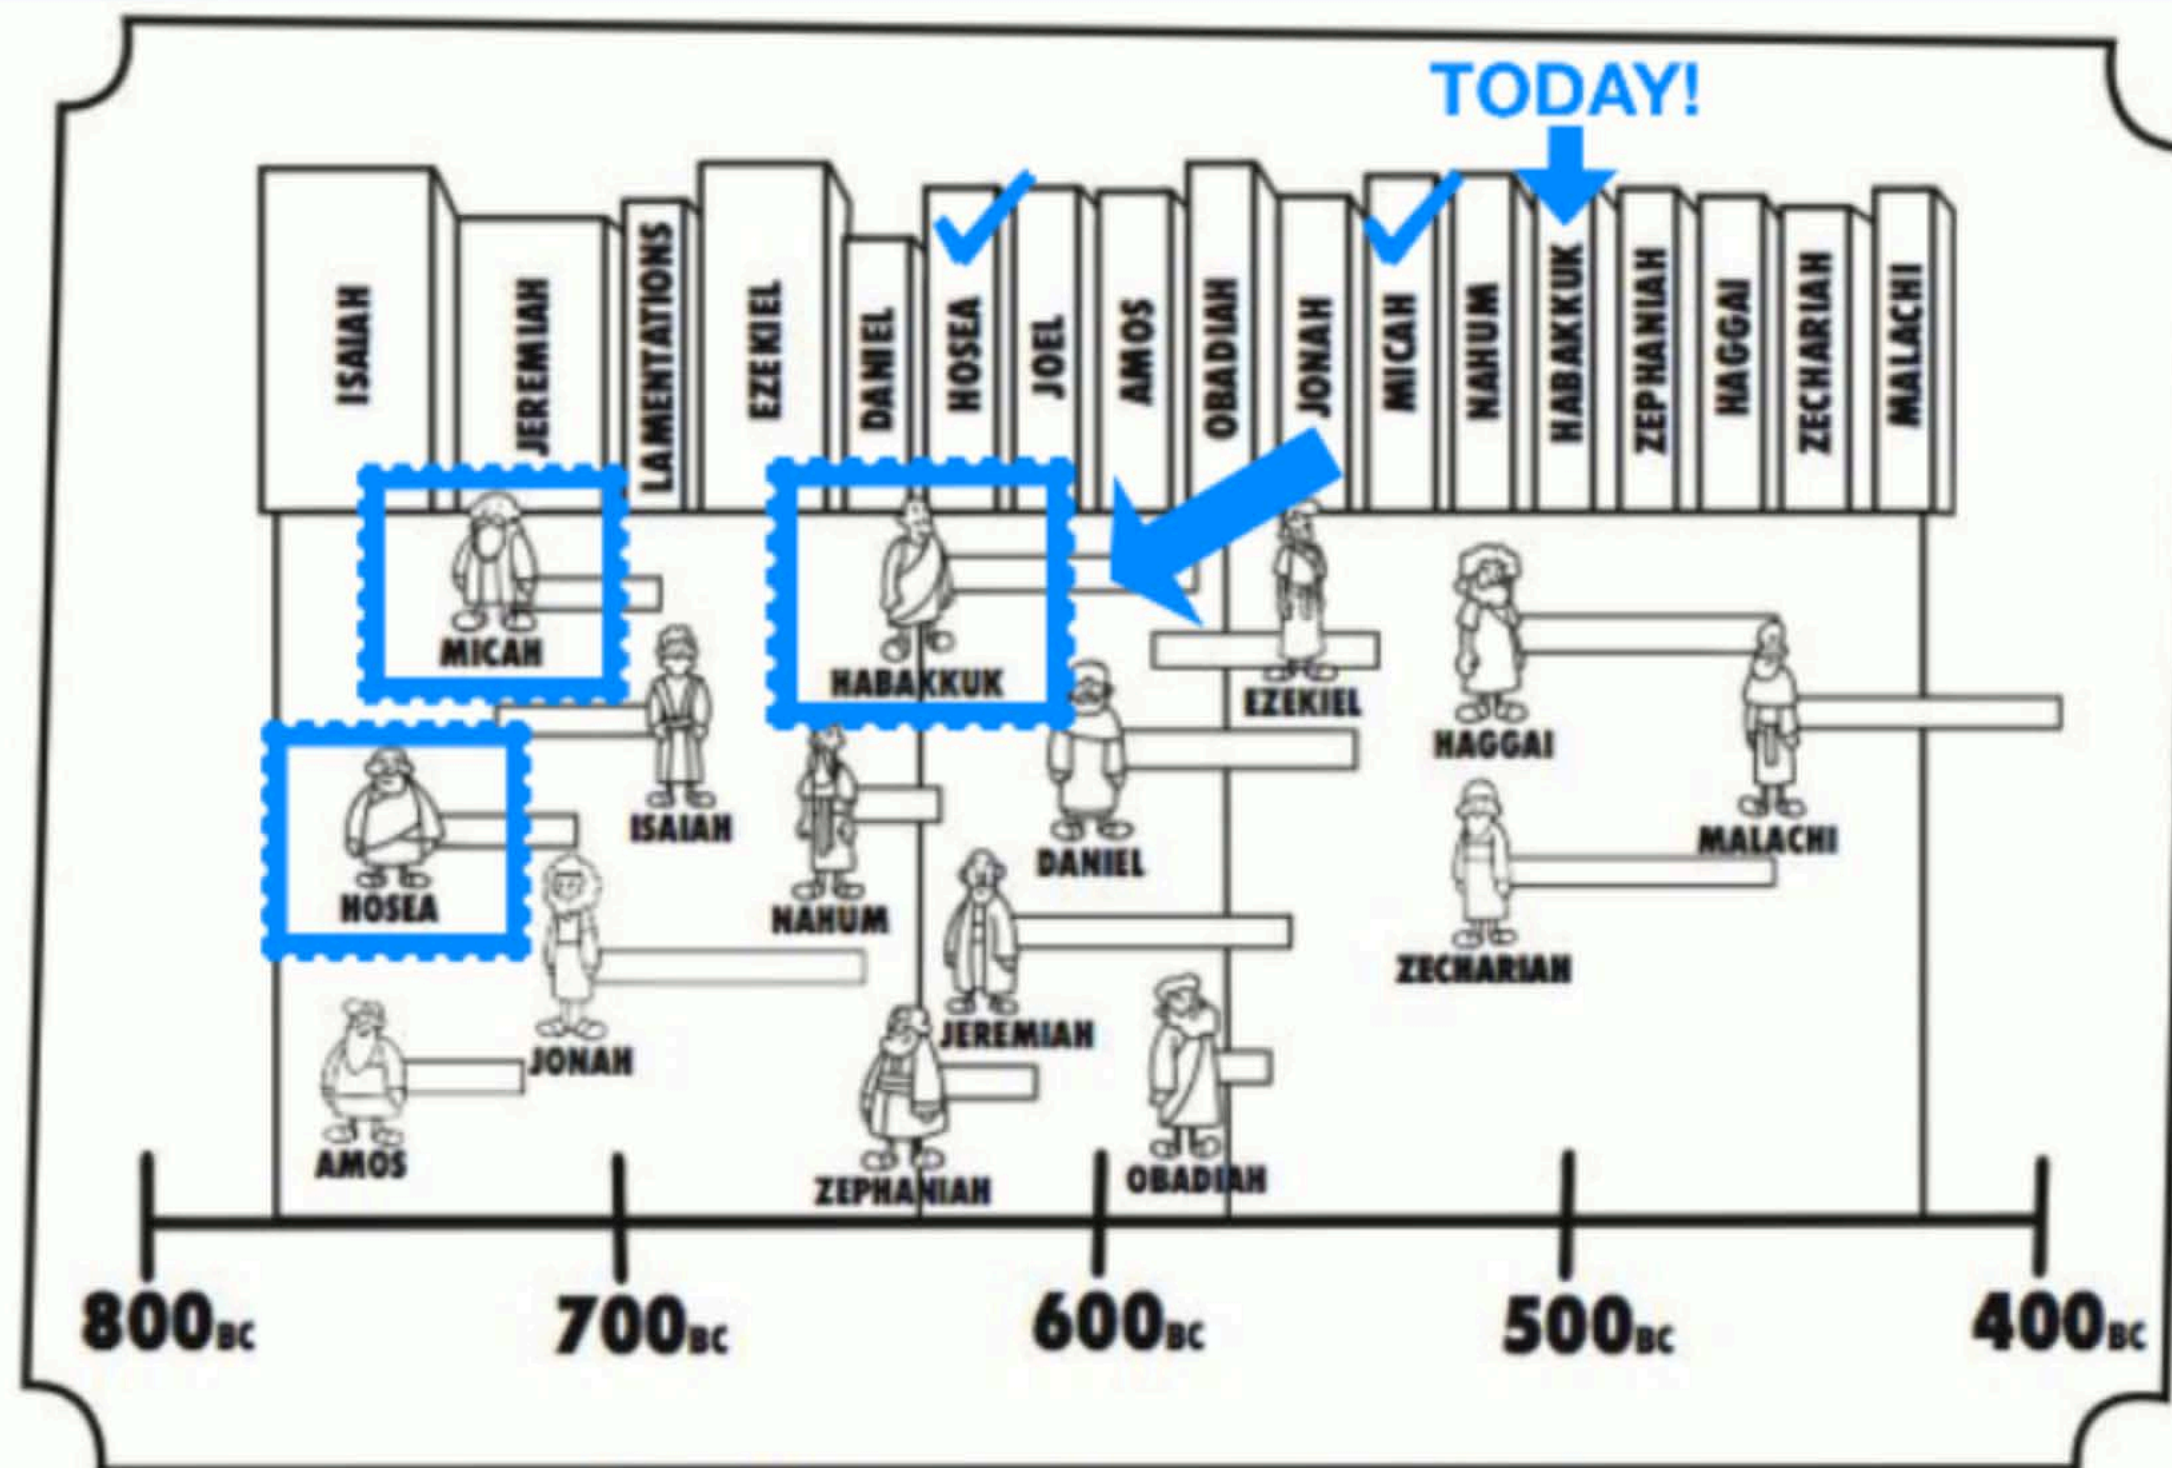 TODAY!
ISAIAH
JEREMIAH
LAMENTATIONS
EZEKIEL
DANIEL
HOSEA
JOEL
AMOS
OBADIAH
JONAH
MICAH
NAHUM
HABAKKUK
ZEPHANIAH
HAGGAI
ZECHARIAH
MALACHI
MICAH
HABAKKUK
EZEKIEL
HAGGAI
ISAIAH
MALACHI
DANIEL
HOSEA
NAHUM
ZECHARIAH
JEREMIAH
JONAH
AMOS
ZEPHANIAH
OBADIAH
800BC 700BC 600BC 500BC 400BC